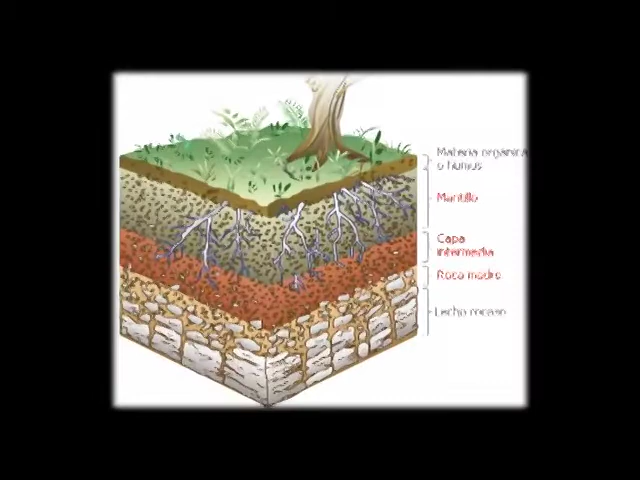 Materia orgánica
o humus
Mantillo
Capa
intermedia
Roca madre
Lecho rocoso